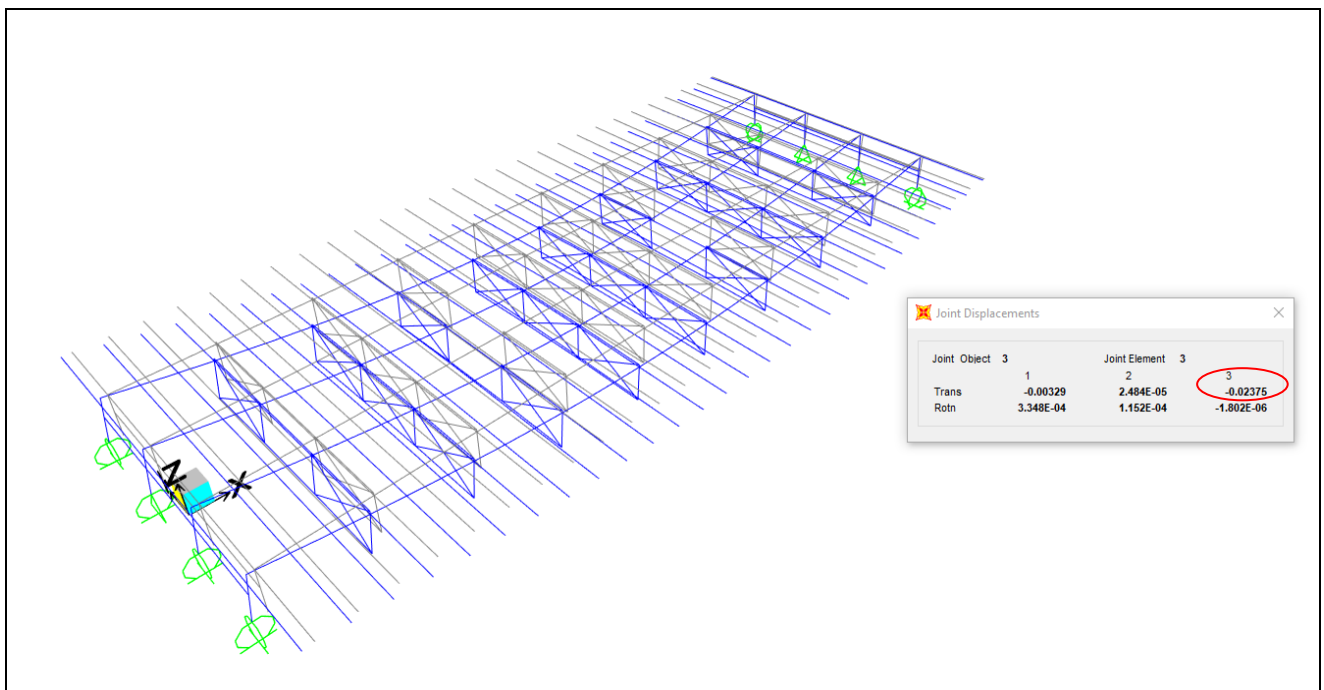 Joint Displacements
Joint Object 3 Joint Element 3
1 2 3
Trans -0.00329 2.484E-05 -0.02375
Rotn 3.348E-04 1.152E-04 -1.802E-06
Z
X